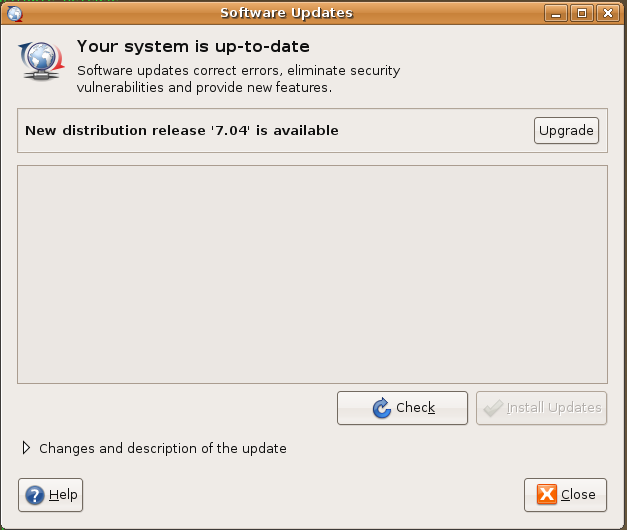 Software Updates
Your system is up-to-date
Software updates correct errors, eliminate security
vulnerabilities and provide new features.
New distribution release '7.04' is available
Upgrade
Check
Install Updates
Changes and description of the update
Help
Close